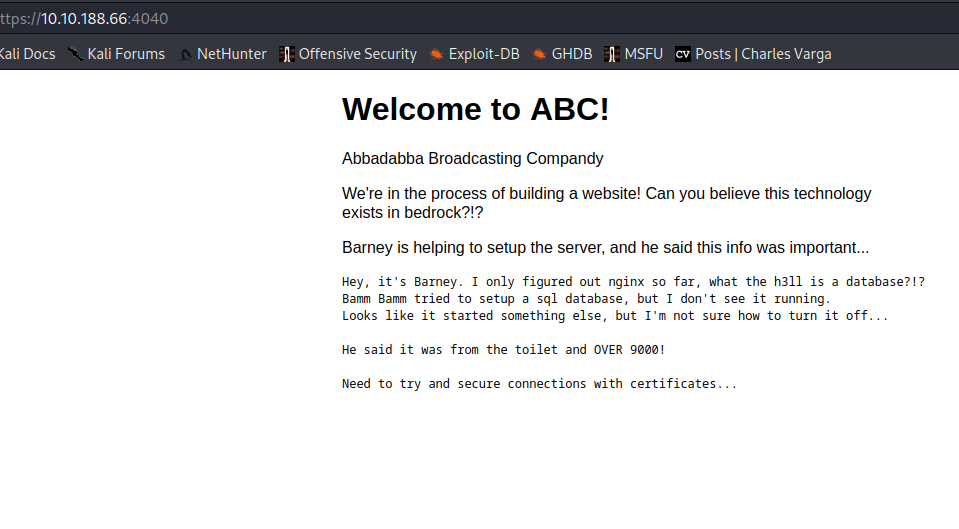 ttps://10.10.188.66:4040
Kali Docs Kali Forums NetHunter Offensive Security Exploit-DB GHDB MSFU CV Posts | Charles Varga
Welcome to ABC!
Abbadabba Broadcasting Compandy
We're in the process of building a website! Can you believe this technology
exists in bedrock?!?
Barney is helping to setup the server, and he said this info was important...
Hey, it's Barney. I only figured out nginx so far, what the h3ll is a database?!?
Bamm Bamm tried to setup a sql database, but I don't see it running.
Looks like it started something else, but I'm not sure how to turn it off...
He said it was from the toilet and OVER 9000!
Need to try and secure connections with certificates...